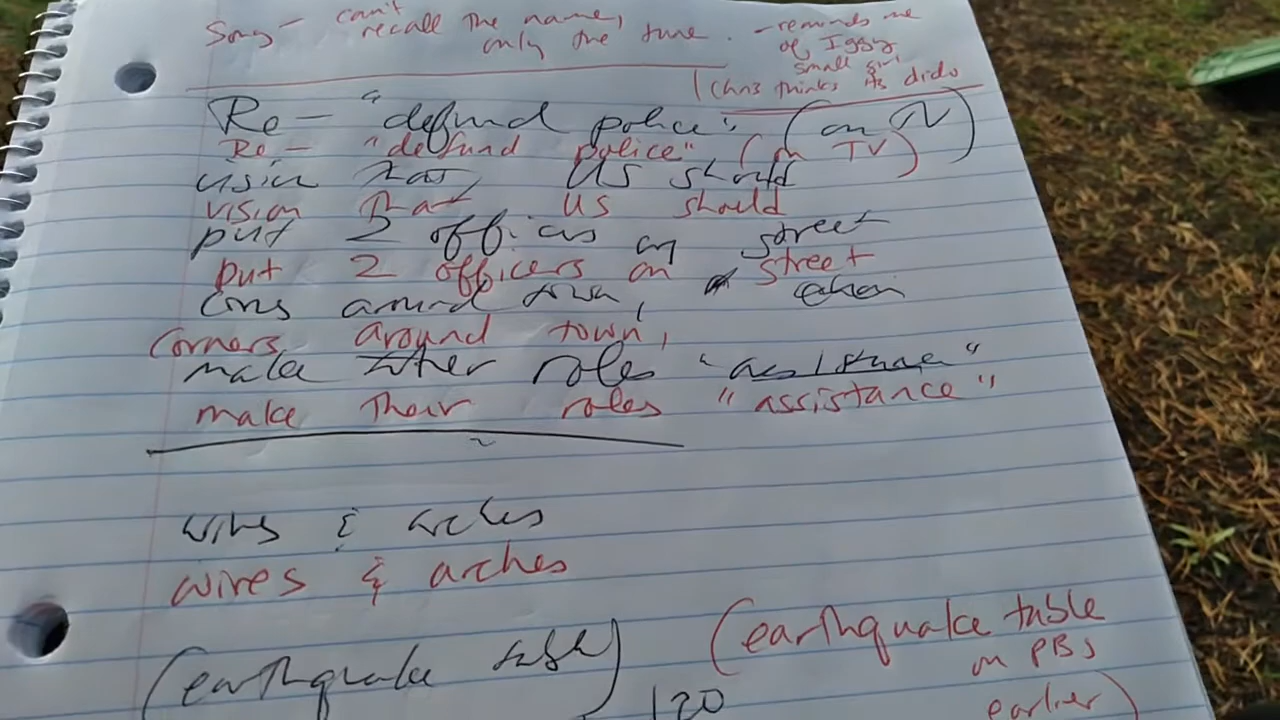 Song - can't recall the name, only the tune. - reminds me of Iggy
small girl
(Chris thinks it's dido
Re - "defund police" (on TV)
Re - "defund police" (on TV)
vision that US should
vision that US should
put 2 officers on street
put 2 officers on street
corners around town,
corners around town,
make their roles "assistance"
make their roles "assistance"
wires & arches
wires & arches
(earthquake table)
(earthquake table
on PBS
earlier)
120